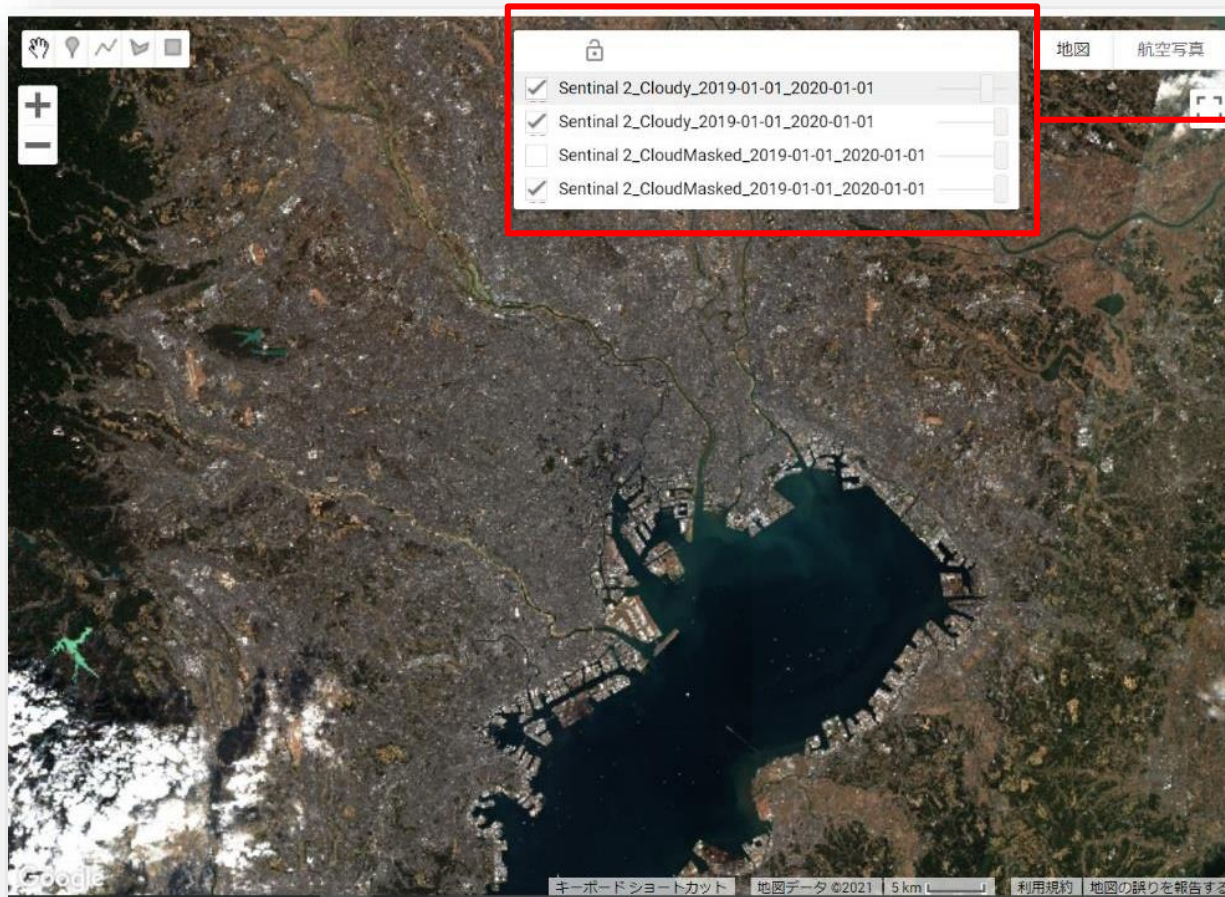 地図 航空写真
Sentinal 2_Cloudy_2019-01-01_2020-01-01
Sentinal 2_Cloudy_2019-01-01_2020-01-01
Sentinal 2_CloudMasked_2019-01-01_2020-01-01
Sentinal 2_CloudMasked_2019-01-01_2020-01-01
Google
キーボード ショートカット 地図データ ©2021 5 km 利用規約 地図の誤りを報告する